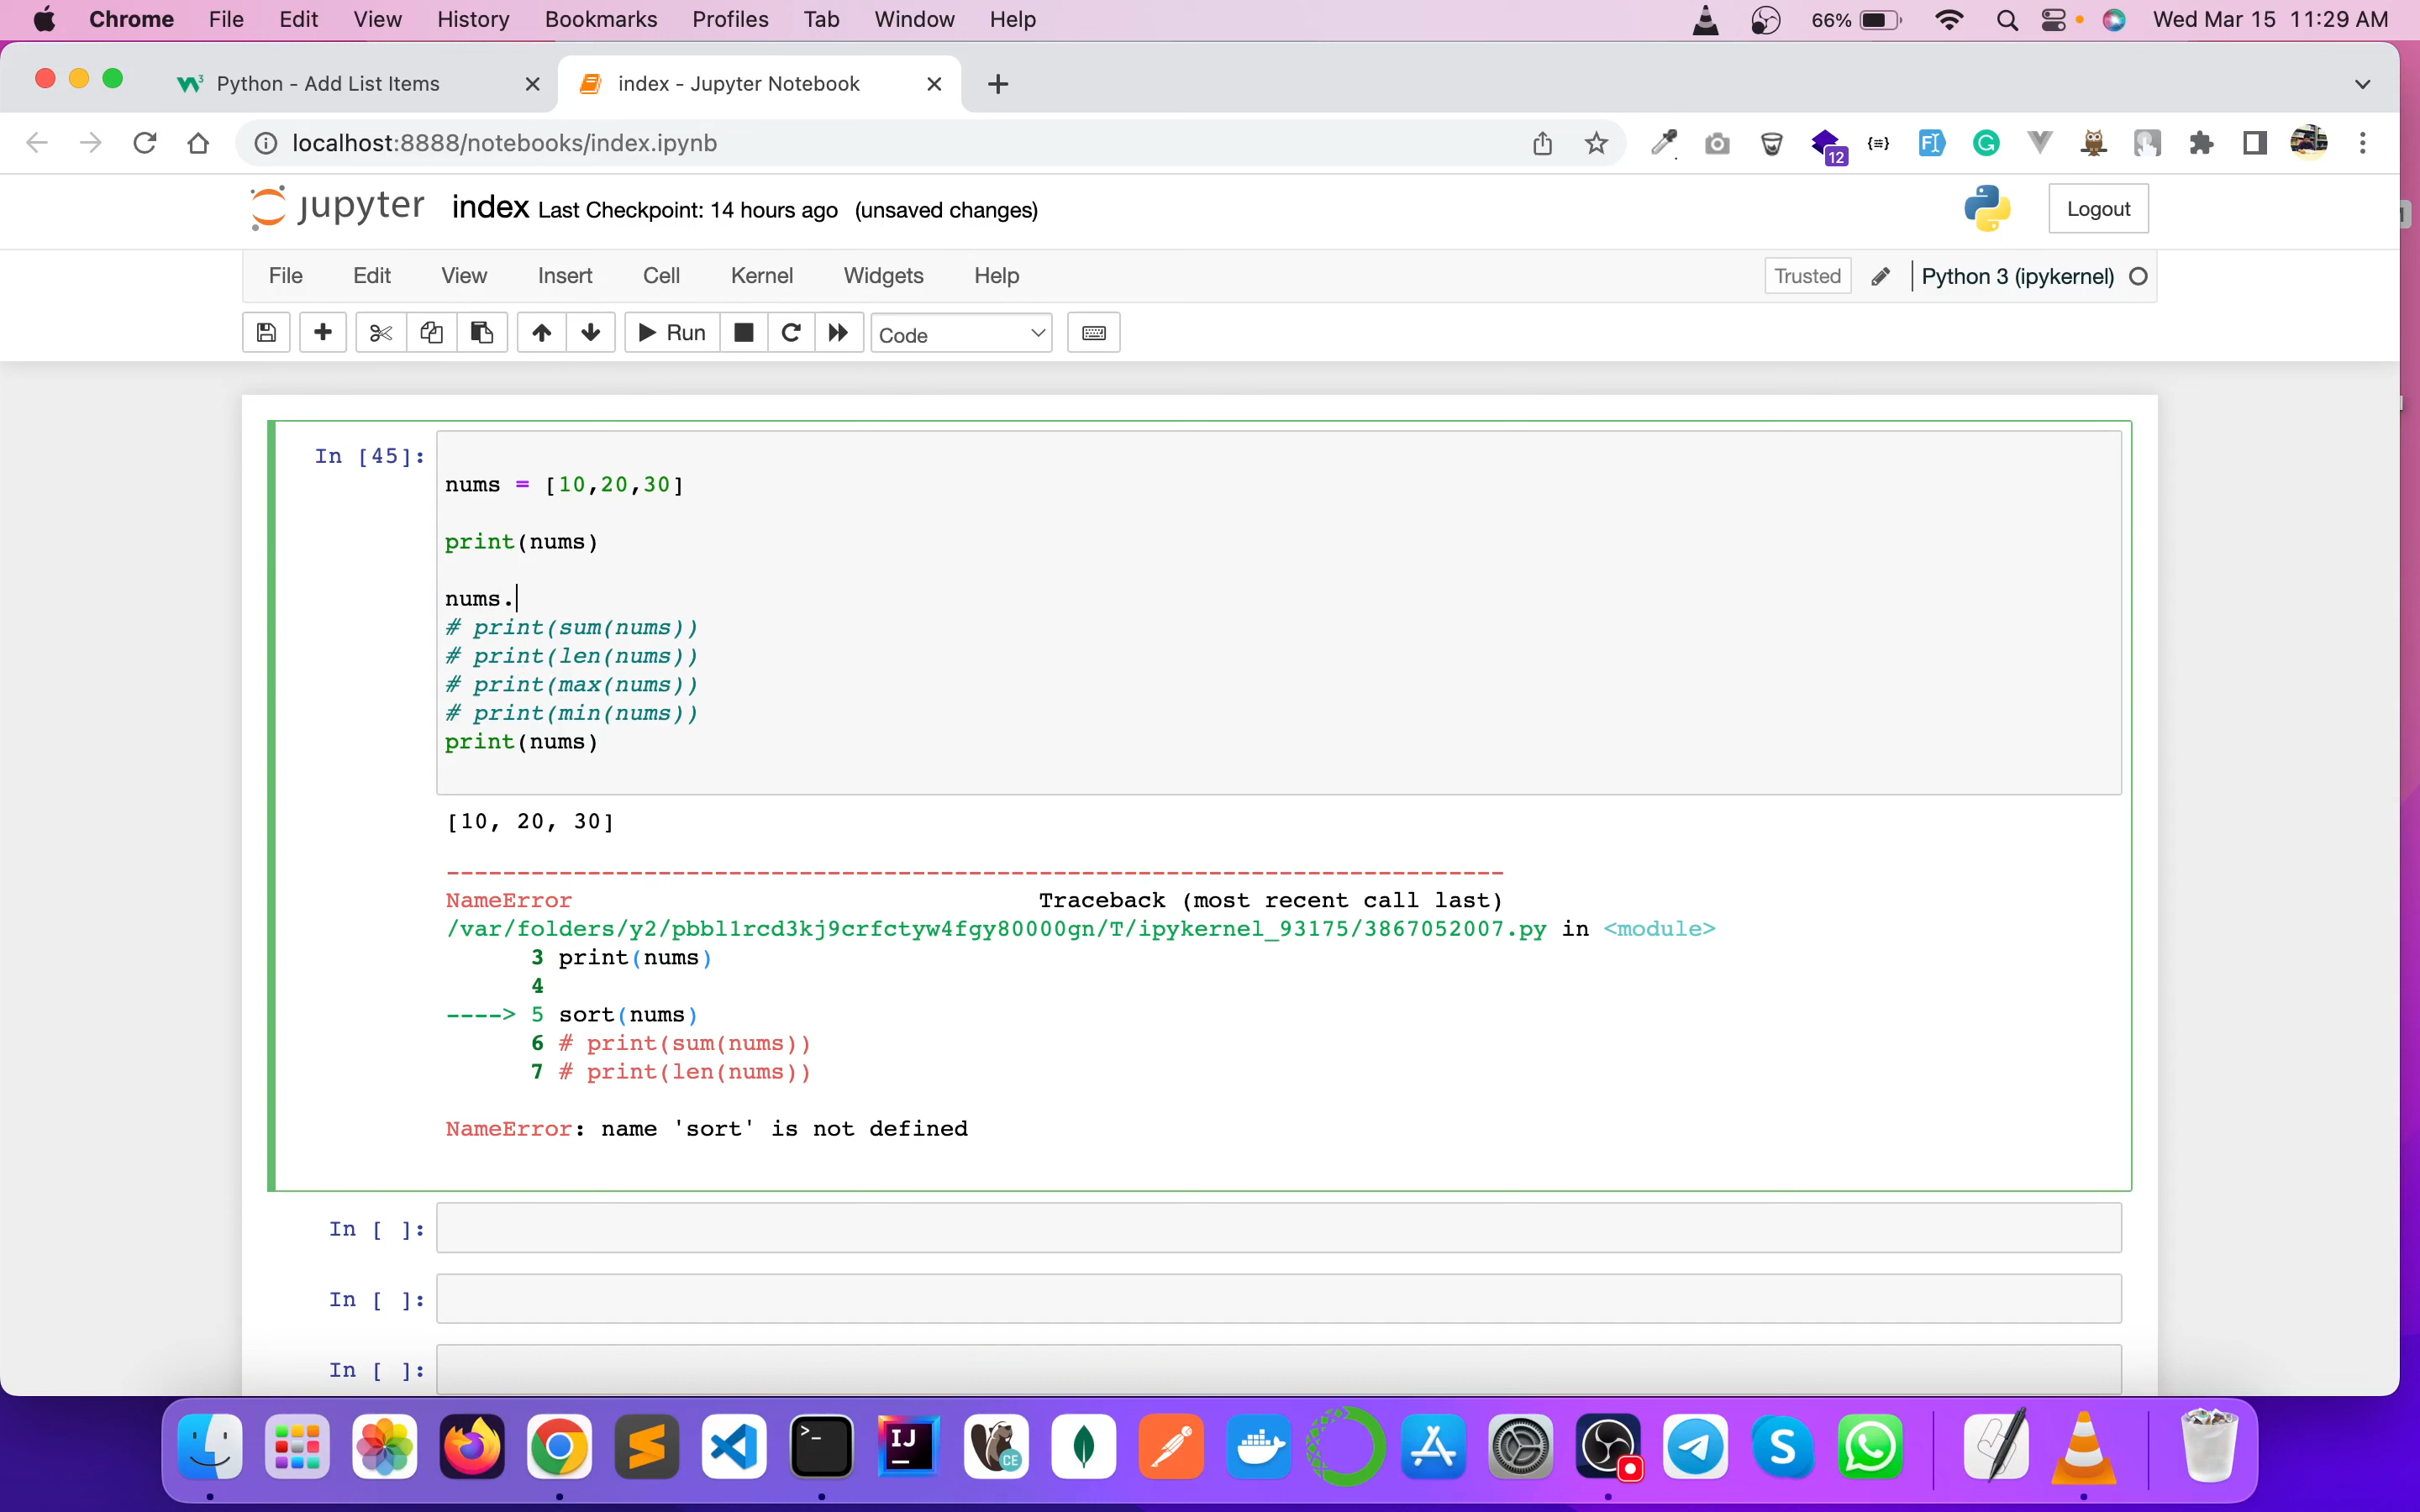 Chrome File Edit View History Bookmarks Profiles Tab Window Help 66% Wed Mar 15 11:29 AM
Python - Add List Items index - Jupyter Notebook
localhost:8888/notebooks/index.ipynb 12
jupyter index Last Checkpoint: 14 hours ago (unsaved changes) Logout
File Edit View Insert Cell Kernel Widgets Help Trusted Python 3 (ipykernel)
Run Code
In [45]:
nums = [10,20,30]
print(nums)
nums.
# print(sum(nums))
# print(len(nums))
# print(max(nums))
# print(min(nums))
print(nums)
[10, 20, 30]
---------------------------------------------------------------------------
NameError Traceback (most recent call last)
/var/folders/y2/pbbl1rcd3kj9crfctyw4fgy80000gn/T/ipykernel_93175/3867052007.py in <module>
3 print(nums)
4
----> 5 sort(nums)
6 # print(sum(nums))
7 # print(len(nums))
NameError: name 'sort' is not defined
In [ ]:
In [ ]:
In [ ]:
IJ CE